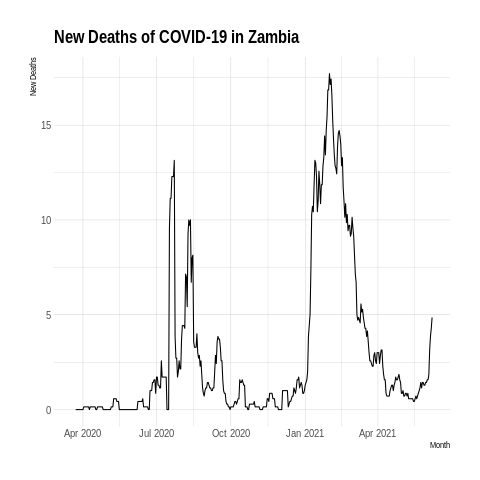 New Deaths of COVID-19 in Zambia
New Deaths
15
10
5
0
Apr 2020 Jul 2020 Oct 2020 Jan 2021 Apr 2021
Month